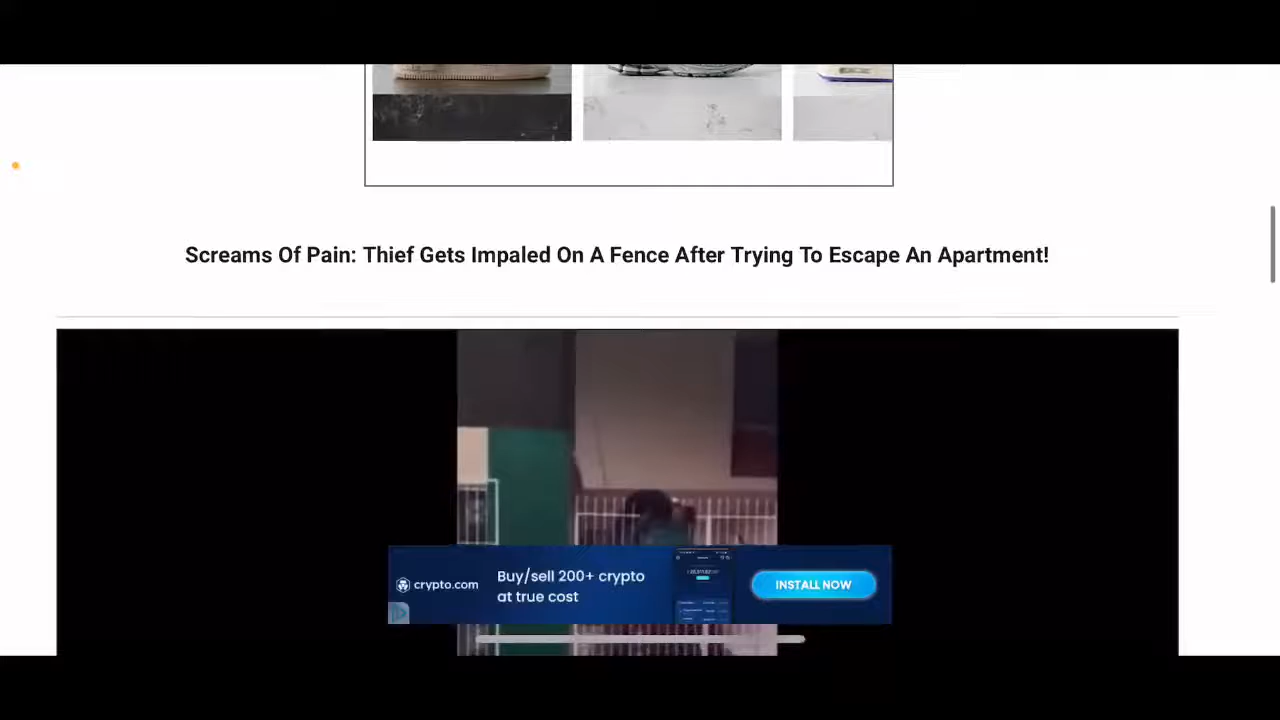 Screams Of Pain: Thief Gets Impaled On A Fence After Trying To Escape An Apartment!
crypto.com
Buy/sell 200+ crypto
at true cost
INSTALL NOW